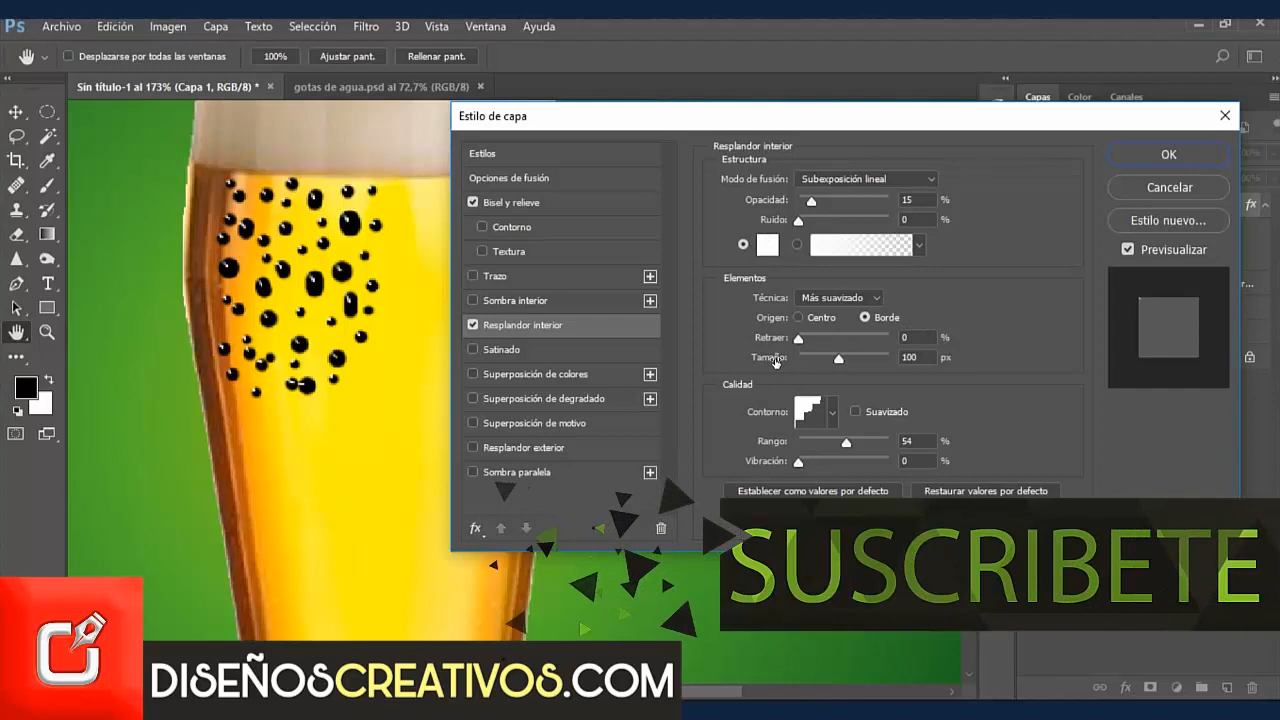 Ps Archivo Edición Imagen Capa Texto Selección Filtro 3D Vista Ventana Ayuda
Desplazarse por todas las ventanas 100% Ajustar pant. Rellenar pant.
Sin título-1 al 173% (Capa 1, RGB/8) * × gotas de agua.psd al 72,7% (RGB/8) ×
Capas Color Canales
Estilo de capa
Estilos
Opciones de fusión
Bisel y relieve
Contorno
Textura
Trazo
Sombra interior
Resplandor interior
Satinado
Superposición de colores
Superposición de degradado
Superposición de motivo
Resplandor exterior
Sombra paralela
fx
Resplandor interior
Estructura
Modo de fusión: Subexposición lineal
Opacidad: 15 %
Ruido: 0 %
Elementos
Técnica: Más suavizado
Origen: Centro Borde
Retraer: 0 %
Tamaño: 100 px
Calidad
Contorno: Suavizado
Rango: 54 %
Vibración: 0 %
Establecer como valores por defecto Restaurar valores por defecto
OK
Cancelar
Estilo nuevo...
Previsualizar
fx
SUSCRIBETE
DISEÑOSCREATIVOS.COM
fx